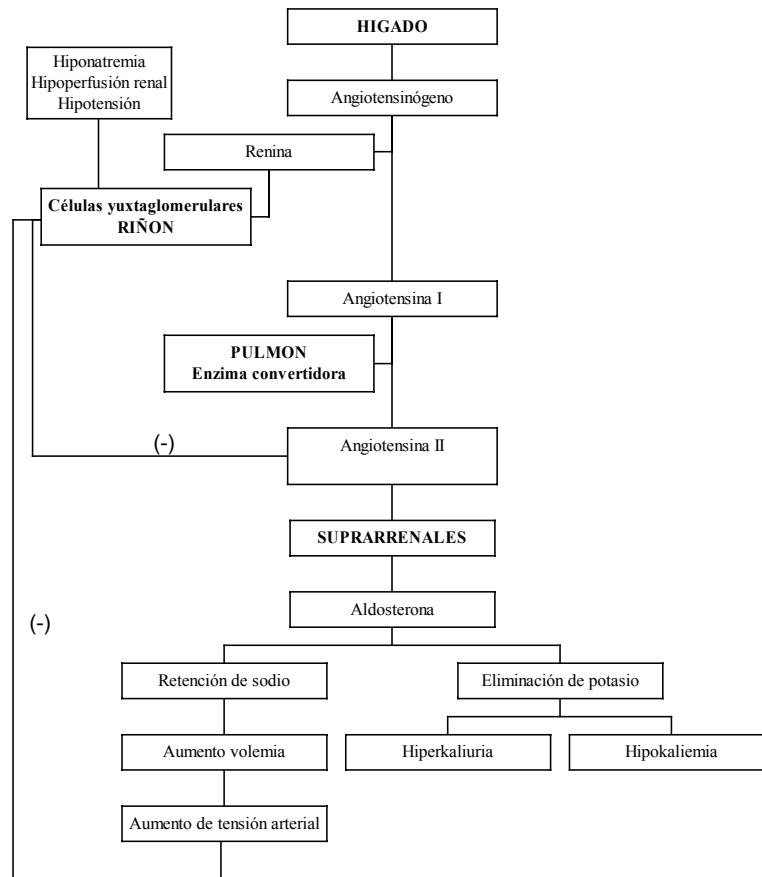 HIGADO
Hiponatremia
Hipoperfusión renal
Hipotensión
Angiotensinógeno
Renina
Células yuxtaglomerulares
RIÑON
Angiotensina I
PULMON
Enzima convertidora
(-)
Angiotensina II
SUPRARRENALES
Aldosterona
(-)
Retención de sodio
Eliminación de potasio
Aumento volemia
Hiperkaliuria
Hipokaliemia
Aumento de tensión arterial